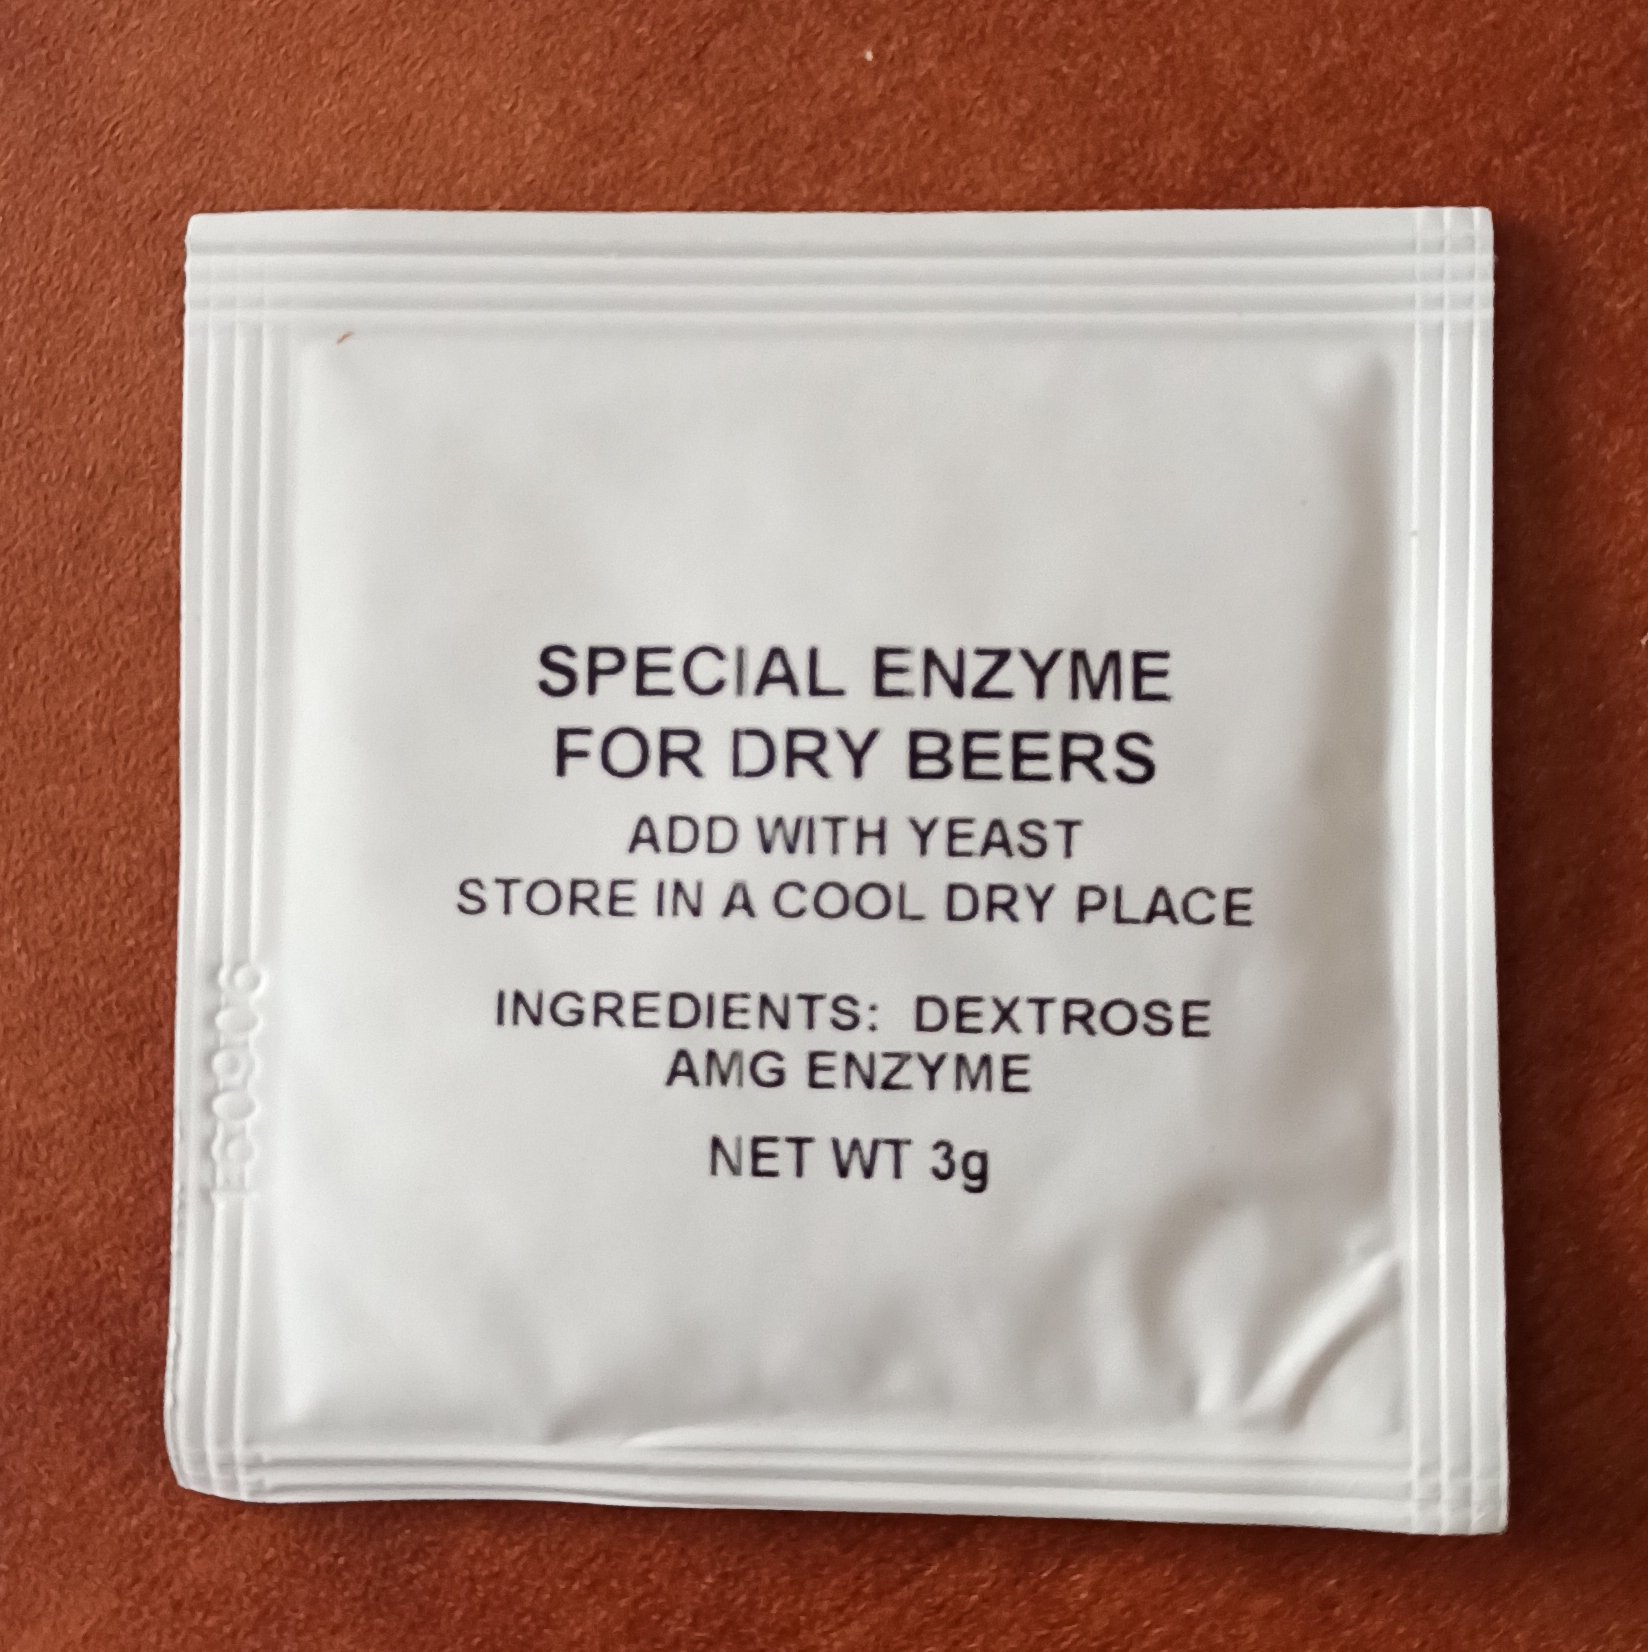 SPECIAL ENZYME
FOR DRY BEERS
ADD WITH YEAST
STORE IN A COOL DRY PLACE
INGREDIENTS: DEXTROSE
AMG ENZYME
NET WT 3g